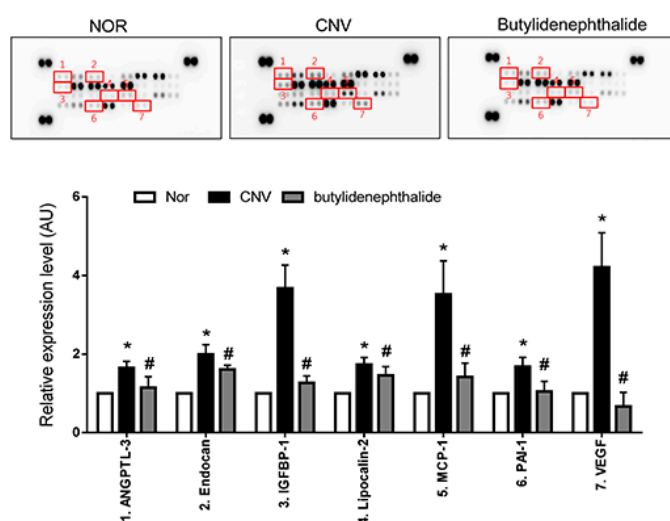 NOR CNV Butylidenephthalide
1 2 1 2 1 2
3 3 3
6 7 6 7 6 7
Nor CNV butylidenephthalide
Relative expression level (AU)
6
4
2
0
* * * * * * *
# # # # # # #
1. ANGPTL-3
2. Endocan
3. IGFBP-1
4. Lipocalin-2
5. MCP-1
6. PAI-1
7. VEGF